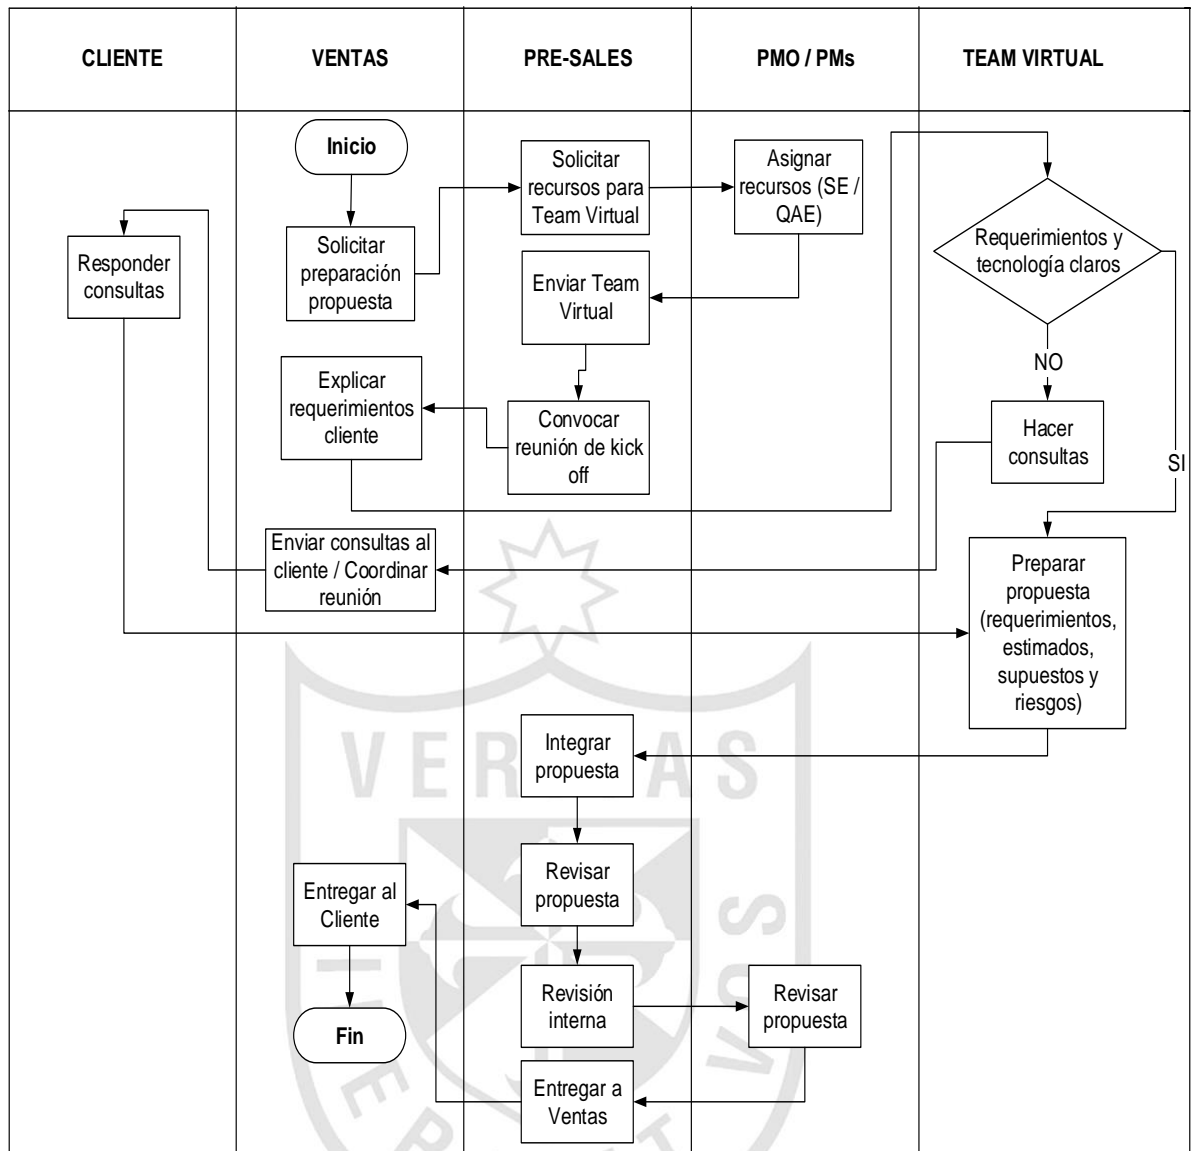 CLIENTE
VENTAS
PRE-SALES
PMO / PMs
TEAM VIRTUAL
Inicio
Solicitar
preparación
propuesta
Solicitar
recursos para
Team Virtual
Asignar
recursos (SE /
QAE)
Requerimientos y
tecnología claros
Responder
consultas
Enviar Team
Virtual
NO
Explicar
requerimientos
cliente
Convocar
reunión de kick
off
Hacer
consultas
SI
Enviar consultas al
cliente / Coordinar
reunión
Preparar
propuesta
(requerimientos,
estimados,
supuestos y
riesgos)
Integrar
propuesta
Revisar
propuesta
Entregar al
Cliente
Revisión
interna
Revisar
propuesta
Fin
Entregar a
Ventas